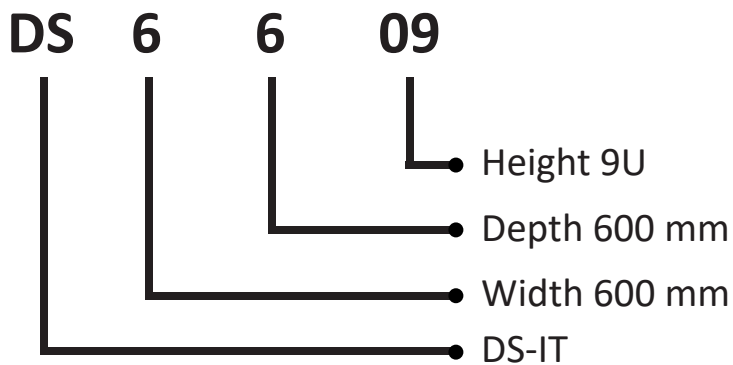 DS 6 6 09
Height 9U
Depth 600 mm
Width 600 mm
DS-IT